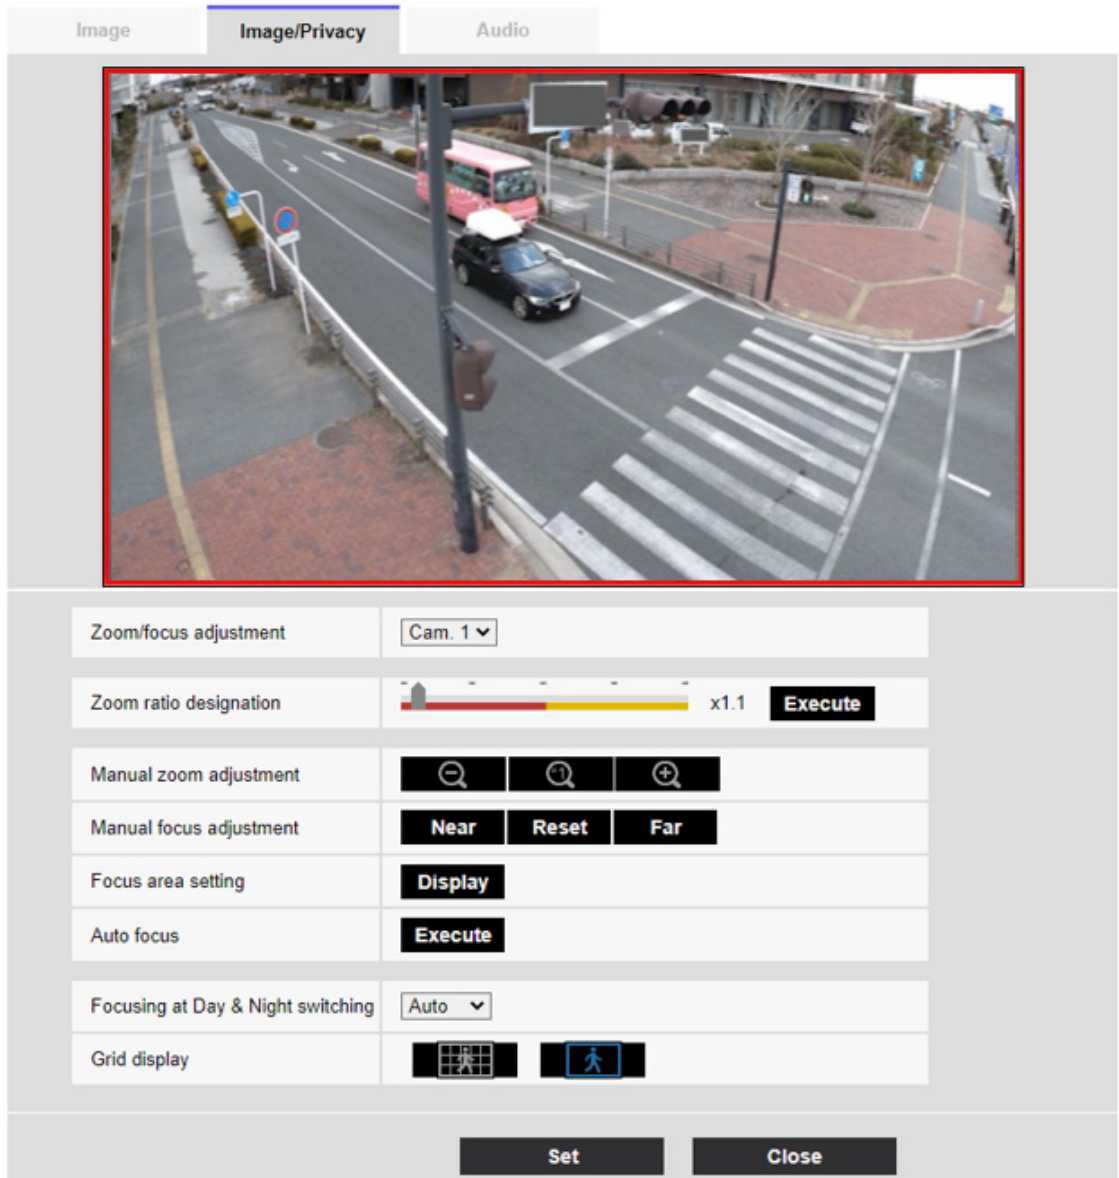 Image Image/Privacy Audio
Zoom/focus adjustment Cam. 1
Zoom ratio designation x1.1 Execute
Manual zoom adjustment ×1
Manual focus adjustment Near Reset Far
Focus area setting Display
Auto focus Execute
Focusing at Day & Night switching Auto
Grid display
Set Close